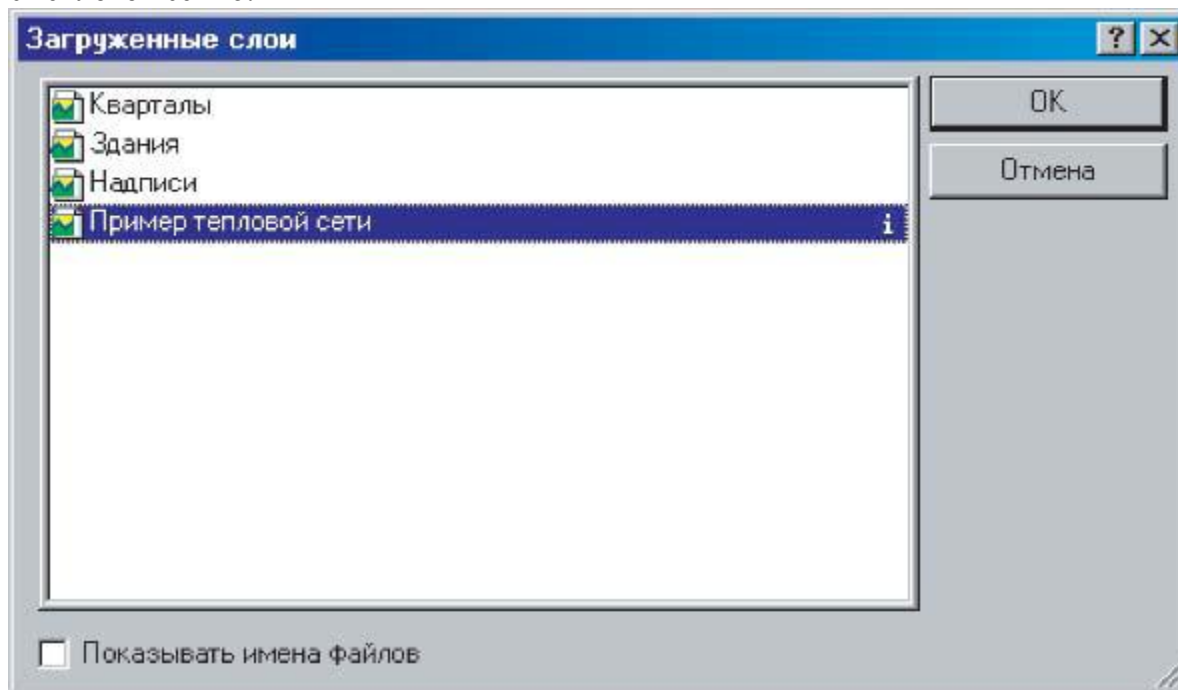 Загруженные слои
Кварталы
Здания
Надписи
Пример тепловой сети i
OK
Отмена
Показывать имена файлов